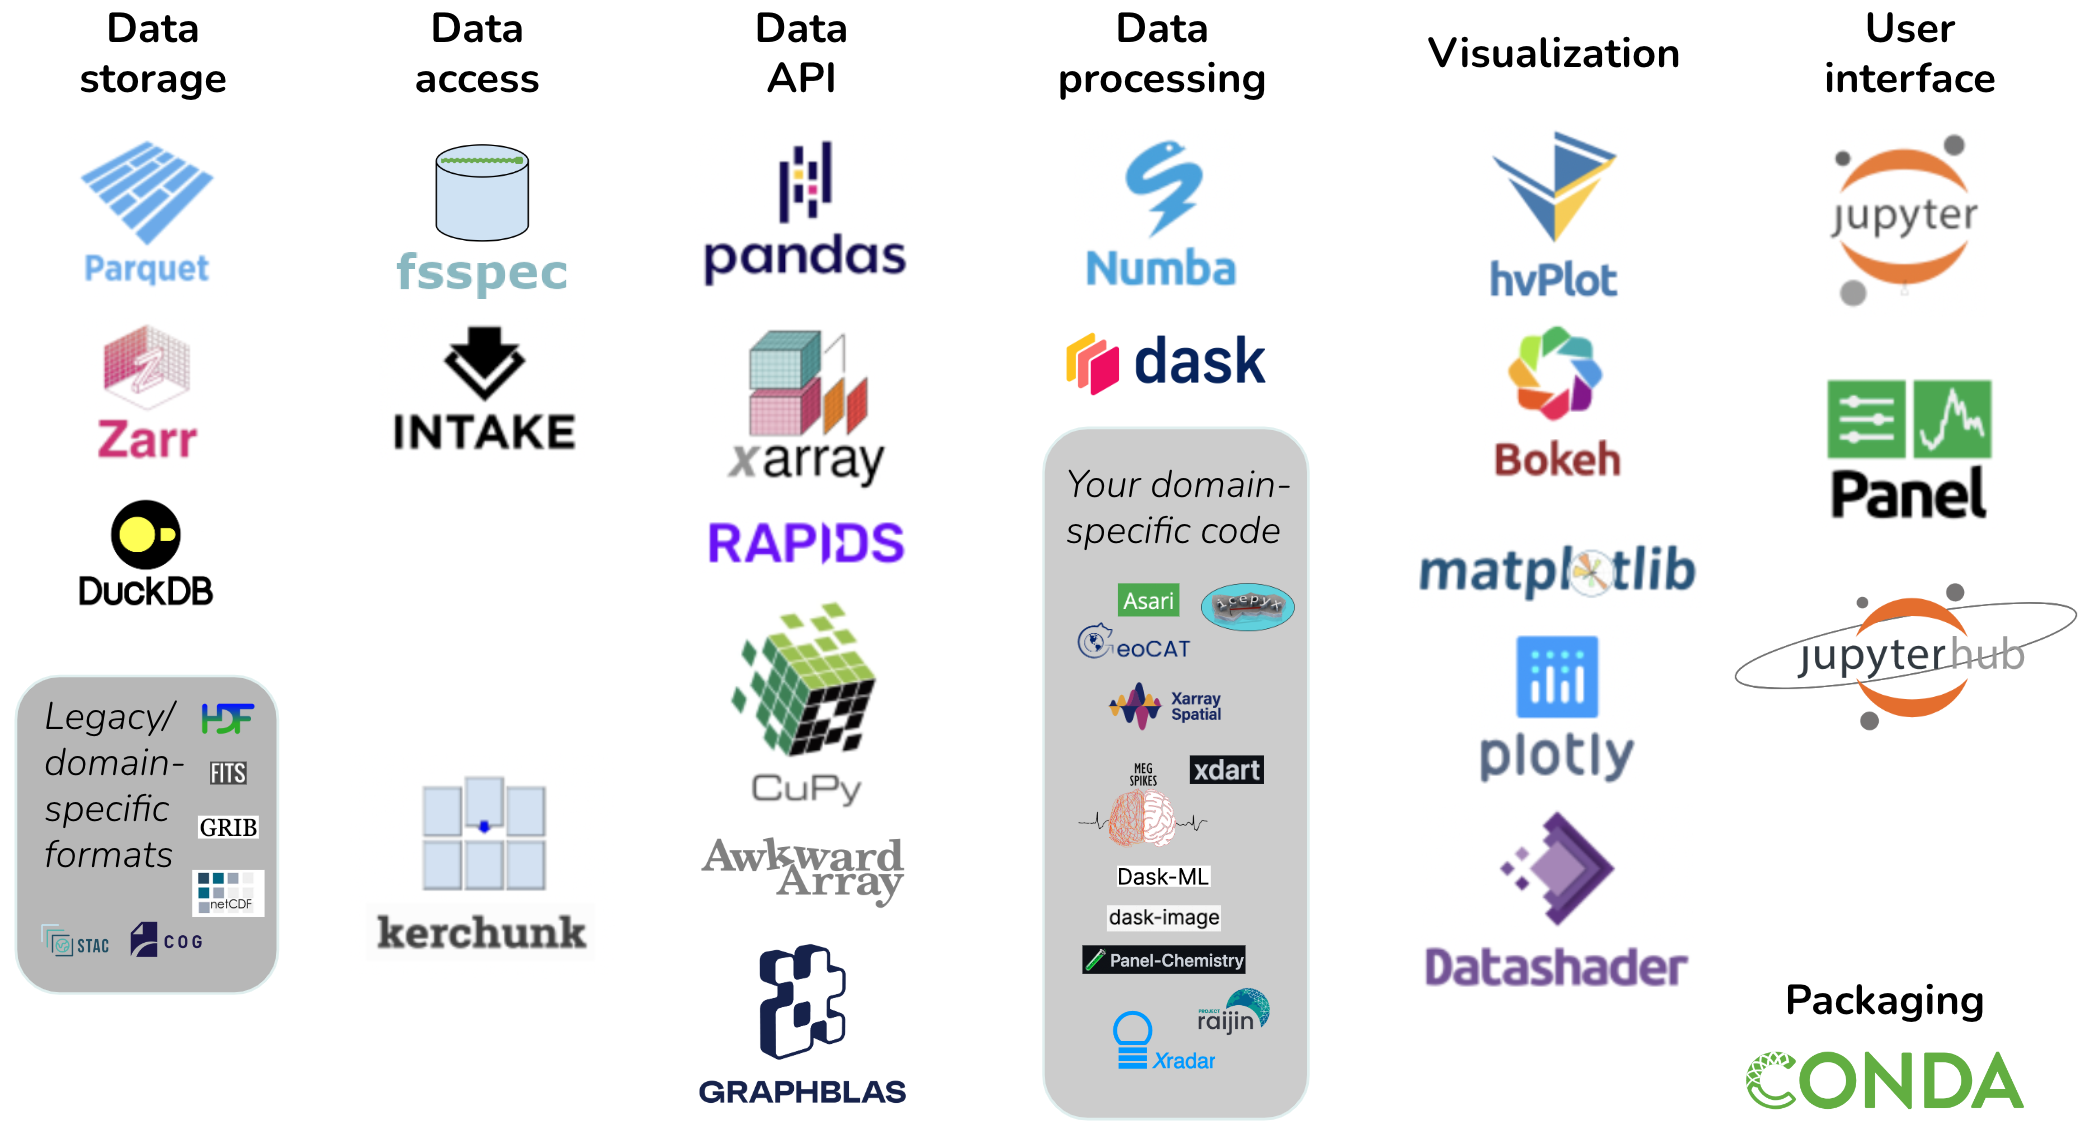 Data
storage
Data
access
Data
API
Data
processing
Visualization
User
interface
Parquet
Zarr
DuckDB
Legacy/
domain-
specific
formats
HDF
FITS
GRIB
netCDF
STAC
COG
fsspec
INTAKE
kerchunk
pandas
xarray
RAPIDS
CuPy
Awkward
Array
GRAPHBLAS
Numba
dask
Your domain-
specific code
Asari
icepyx
GeoCAT
Xarray
Spatial
MEG
SPIKES
xdart
Dask-ML
dask-image
Panel-Chemistry
PROJECT
raijin
Xradar
hvPlot
Bokeh
matplotlib
plotly
Datashader
jupyter
Panel
jupyterhub
Packaging
CONDA